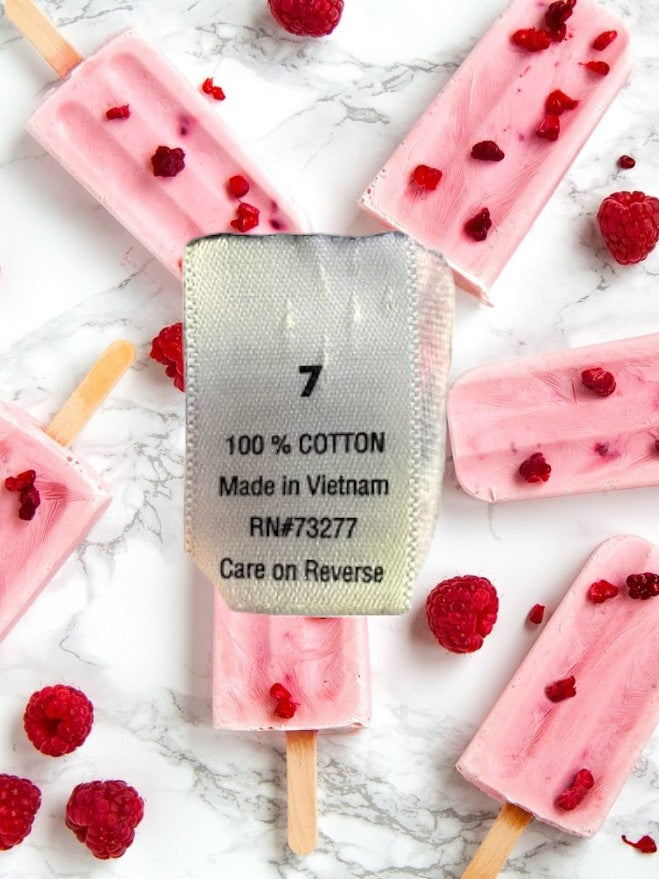 7
100 % COTTON
Made in Vietnam
RN#73277
Care on Reverse